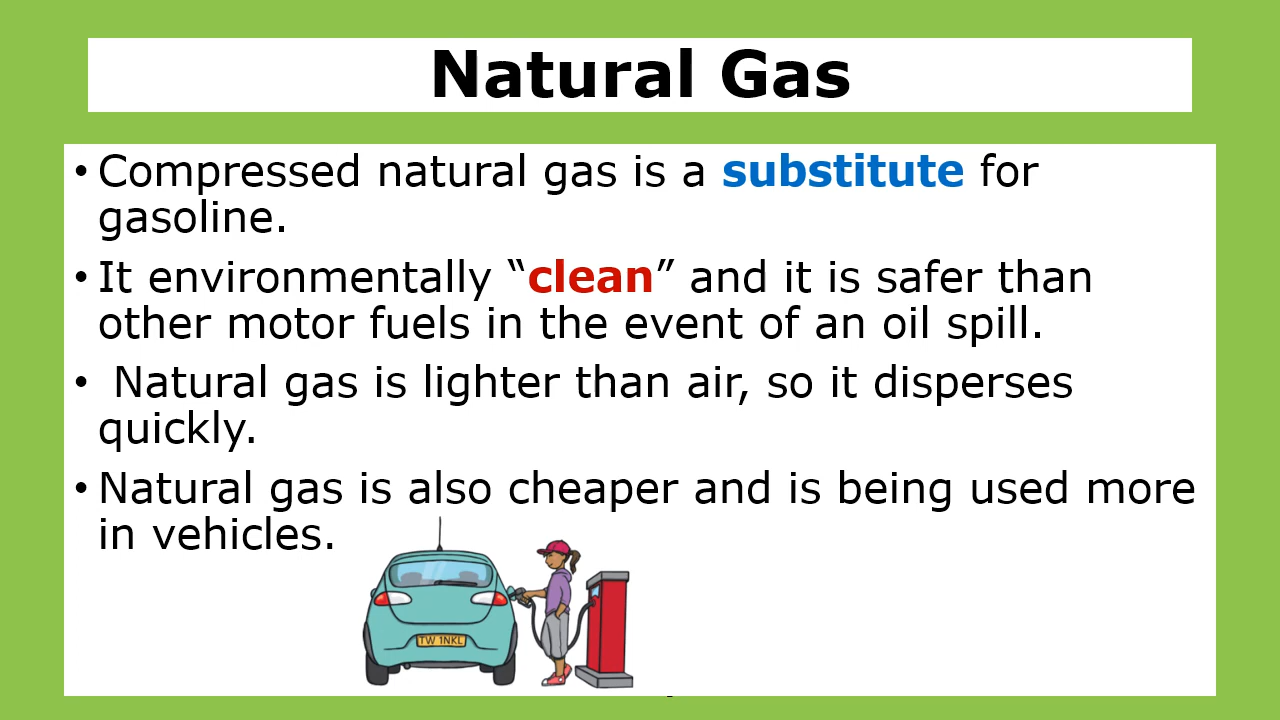 Natural Gas
• Compressed natural gas is a substitute for
gasoline.
• It environmentally “clean” and it is safer than
other motor fuels in the event of an oil spill.
• Natural gas is lighter than air, so it disperses
quickly.
• Natural gas is also cheaper and is being used more
in vehicles.
TW 1NKL